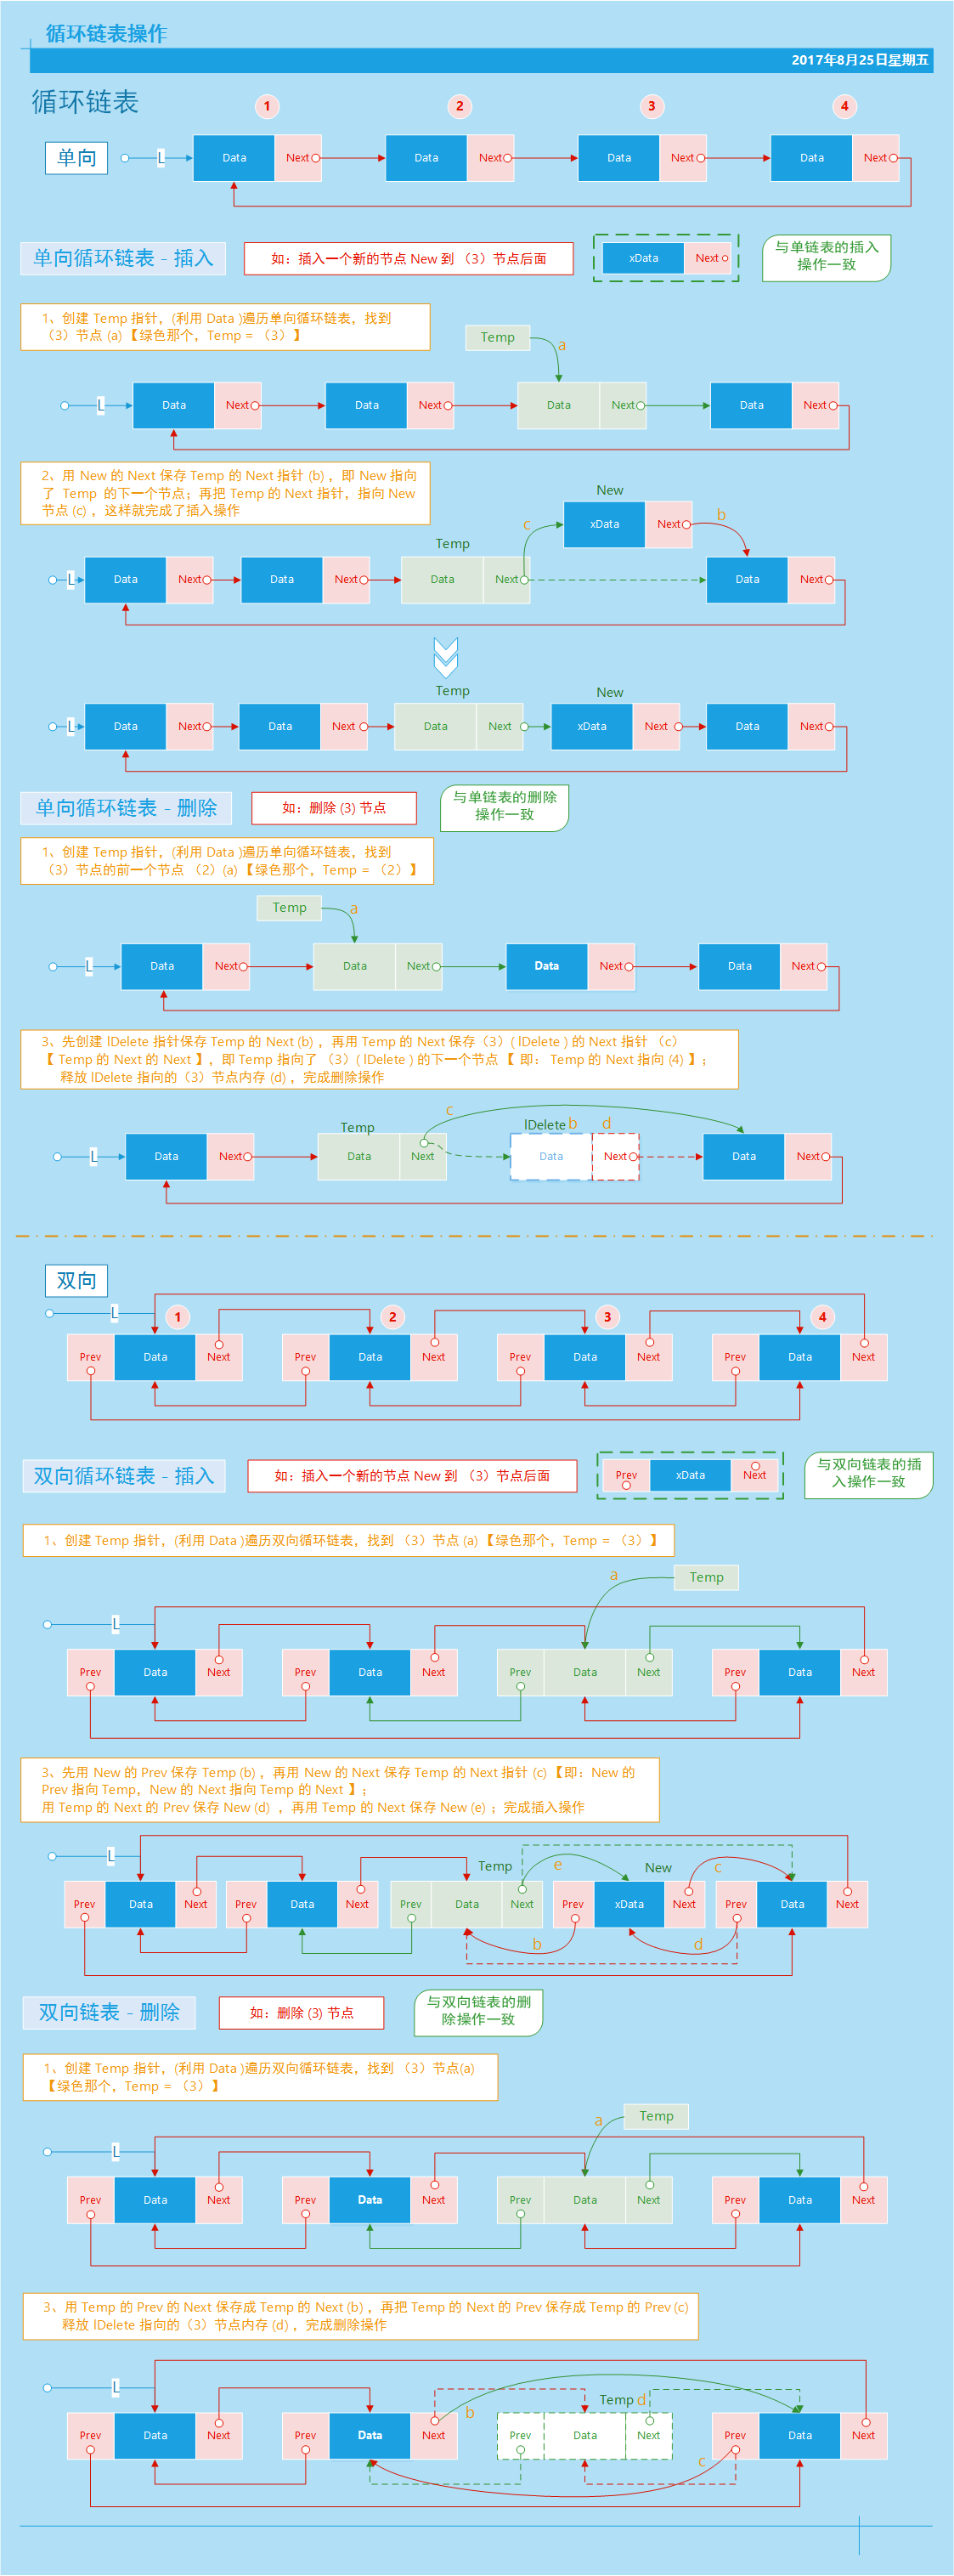 循环链表操作
2017年8月25日星期五
循环链表
1 2 3 4
单向 L Data Next Data Next Data Next Data Next
单向循环链表 - 插入
如：插入一个新的节点 New 到 （3）节点后面
xData Next
与单链表的插入
操作一致
1、创建 Temp 指针，(利用 Data )遍历单向循环链表，找到
（3）节点 (a)【绿色那个，Temp = （3）】
Temp a
L Data Next Data Next Data Next Data Next
2、用 New 的 Next 保存 Temp 的 Next 指针 (b) ，即 New 指向
了 Temp 的下一个节点；再把 Temp 的 Next 指针，指向 New
节点 (c) ，这样就完成了插入操作
New
c xData Next b
Temp
L Data Next Data Next Data Next Data Next
Temp New
L Data Next Data Next Data Next xData Next Data Next
单向循环链表 - 删除
如：删除 (3) 节点
与单链表的删除
操作一致
1、创建 Temp 指针，(利用 Data )遍历单向循环链表，找到
（3）节点的前一个节点 （2）(a)【绿色那个，Temp = （2）】
Temp a
L Data Next Data Next Data Next Data Next
3、先创建 lDelete 指针保存 Temp 的 Next (b) ，再用 Temp 的 Next 保存（3）( lDelete ) 的 Next 指针 （c）
【 Temp 的 Next 的 Next 】，即 Temp 指向了 （3）( lDelete ) 的下一个节点【 即： Temp 的 Next 指向 (4) 】；
释放 lDelete 指向的（3）节点内存 (d) ，完成删除操作
c
Temp lDelete b d
L Data Next Data Next Data Next Data Next
双向
L 1 2 3 4
Prev Data Next Prev Data Next Prev Data Next Prev Data Next
双向循环链表 - 插入
如：插入一个新的节点 New 到 （3）节点后面
Prev xData Next
与双向链表的插
入操作一致
1、创建 Temp 指针，(利用 Data )遍历双向循环链表，找到 （3）节点 (a)【绿色那个，Temp = （3）】
a Temp
L
Prev Data Next Prev Data Next Prev Data Next Prev Data Next
3、先用 New 的 Prev 保存 Temp (b) ，再用 New 的 Next 保存 Temp 的 Next 指针 (c)【即：New 的
Prev 指向 Temp，New 的 Next 指向 Temp 的 Next 】；
用 Temp 的 Next 的 Prev 保存 New (d) ，再用 Temp 的 Next 保存 New (e) ；完成插入操作
L
Temp e New c
Prev Data Next Prev Data Next Prev Data Next Prev xData Next Prev Data Next
b d
双向链表 - 删除
如：删除 (3) 节点
与双向链表的删
除操作一致
1、创建 Temp 指针，(利用 Data )遍历双向循环链表，找到 （3）节点(a)
【绿色那个，Temp = （3）】
a Temp
L
Prev Data Next Prev Data Next Prev Data Next Prev Data Next
3、用 Temp 的 Prev 的 Next 保存成 Temp 的 Next (b) ，再把 Temp 的 Next 的 Prev 保存成 Temp 的 Prev (c)
释放 lDelete 指向的（3）节点内存 (d) ，完成删除操作
L
b Temp d
Prev Data Next Prev Data Next Prev Data Next Prev Data Next
c